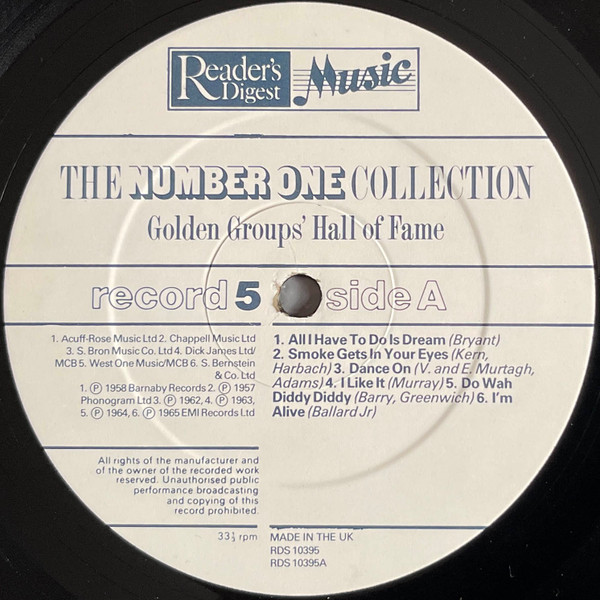 Reader's
Digest
Music
THE NUMBER ONE COLLECTION
Golden Groups' Hall of Fame
record 5 side A
1. Acuff-Rose Music Ltd 2. Chappell Music Ltd
3. S. Bron Music Co. Ltd 4. Dick James Ltd/
MCB 5. West One Music/MCB 6. S. Bernstein
& Co. Ltd
1. ℗ 1958 Barnaby Records 2. ℗ 1957
Phonogram Ltd 3. ℗ 1962, 4. ℗ 1963,
5. ℗ 1964, 6. ℗ 1965 EMI Records Ltd
1. All I Have To Do Is Dream (Bryant)
2. Smoke Gets In Your Eyes (Kern,
Harbach) 3. Dance On (V. and E. Murtagh,
Adams) 4. I Like It (Murray) 5. Do Wah
Diddy Diddy (Barry, Greenwich) 6. I'm
Alive (Ballard Jr)
All rights of the manufacturer and
of the owner of the recorded work
reserved. Unauthorised public
performance broadcasting
and copying of this
record prohibited.
33⅓ rpm
MADE IN THE UK
RDS 10395
RDS 10395A